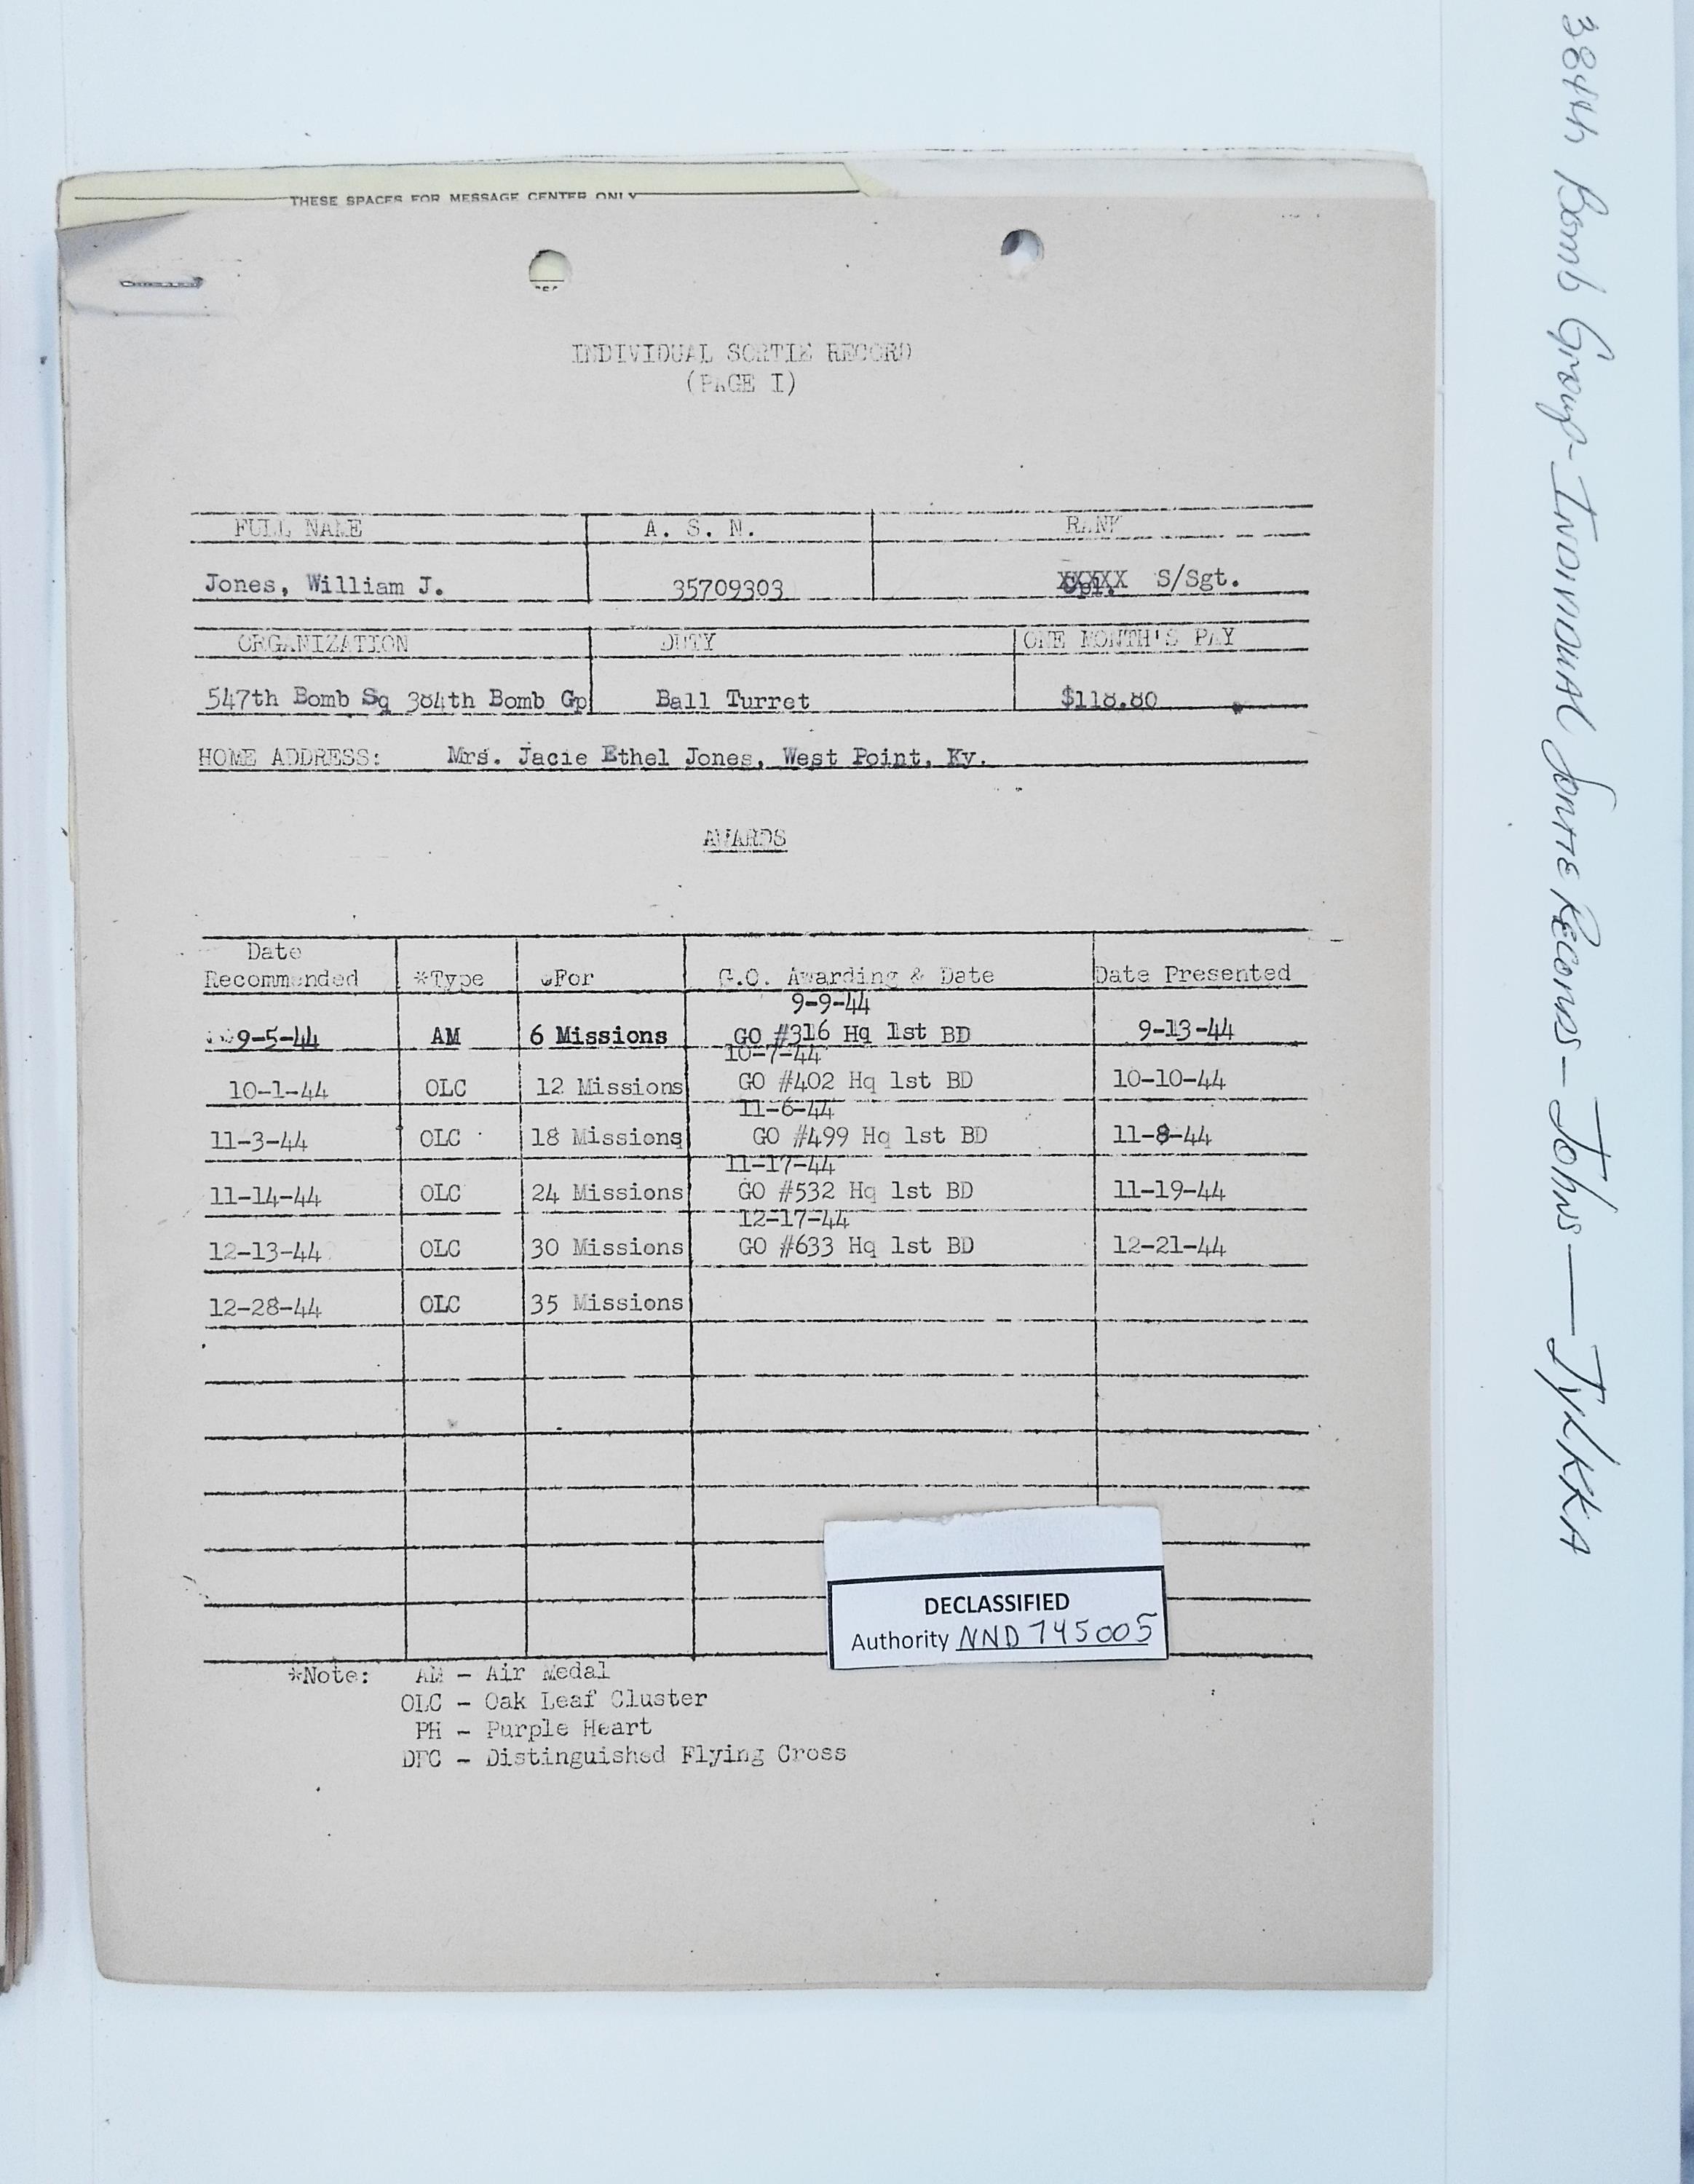 THESE SPACES FOR MESSAGE CENTER ONLY
INDIVIDUAL SORTIE RECORD
(PAGE I)
FULL NAME A. S. N. RANK
Jones, William J. 35709303 Cpl. S/Sgt.
ORGANIZATION DUTY ONE MONTH'S PAY
547th Bomb Sq 384th Bomb Gp Ball Turret $118.80
HOME ADDRESS: Mrs. Jacie Ethel Jones, West Point, Ky.
AWARDS
Date
Recommended *Type For G.O. Awarding & Date Date Presented
9-9-44
9-5-44 AM 6 Missions GO #316 Hq 1st BD 9-13-44
10-7-44
10-1-44 OLC 12 Missions GO #402 Hq 1st BD 10-10-44
11-6-44
11-3-44 OLC 18 Missions GO #499 Hq 1st BD 11-8-44
11-17-44
11-14-44 OLC 24 Missions GO #532 Hq 1st BD 11-19-44
12-17-44
12-13-44 OLC 30 Missions GO #633 Hq 1st BD 12-21-44
12-28-44 OLC 35 Missions
DECLASSIFIED
Authority NND 745005
*Note: AM - Air Medal
OLC - Oak Leaf Cluster
PH - Purple Heart
DFC - Distinguished Flying Cross
384th Bomb Group - Individual Sortie Records - Johns - Jylkka